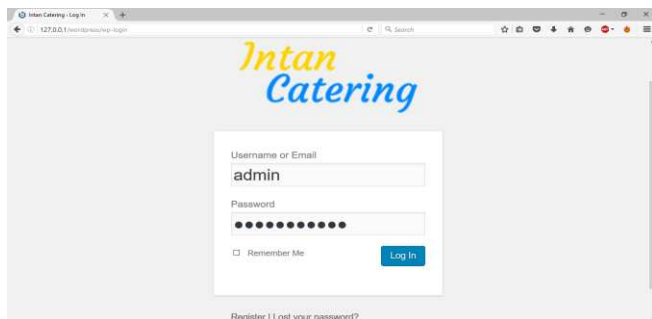 Intan Catering - Log In
127.0.0.1/wordpress/wp-login
Search
Intan
Catering
Username or Email
admin
Password
Remember Me
Log In
Register | Lost your password?